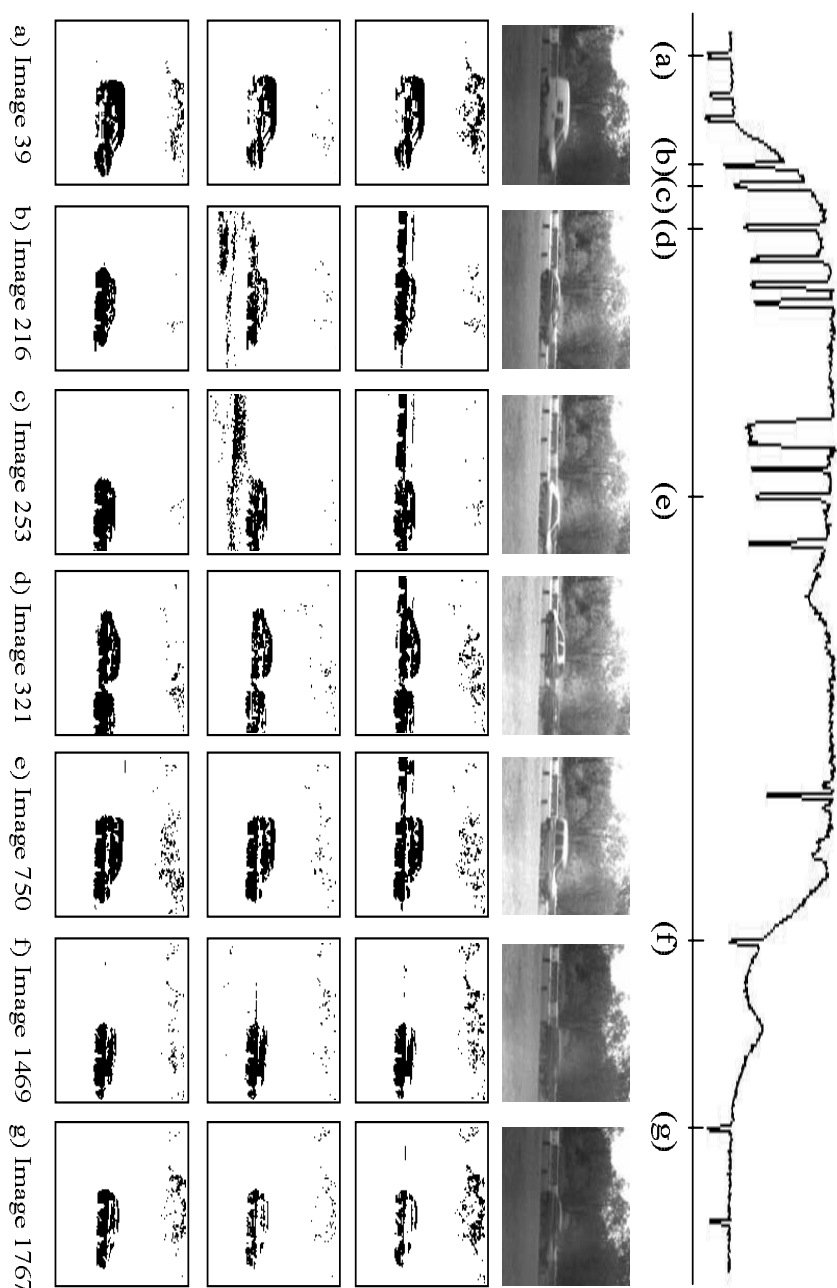 (a) (b)(c) (d) (e) (f) (g)
a) Image 39
b) Image 216
c) Image 253
d) Image 321
e) Image 750
f) Image 1469
g) Image 1767